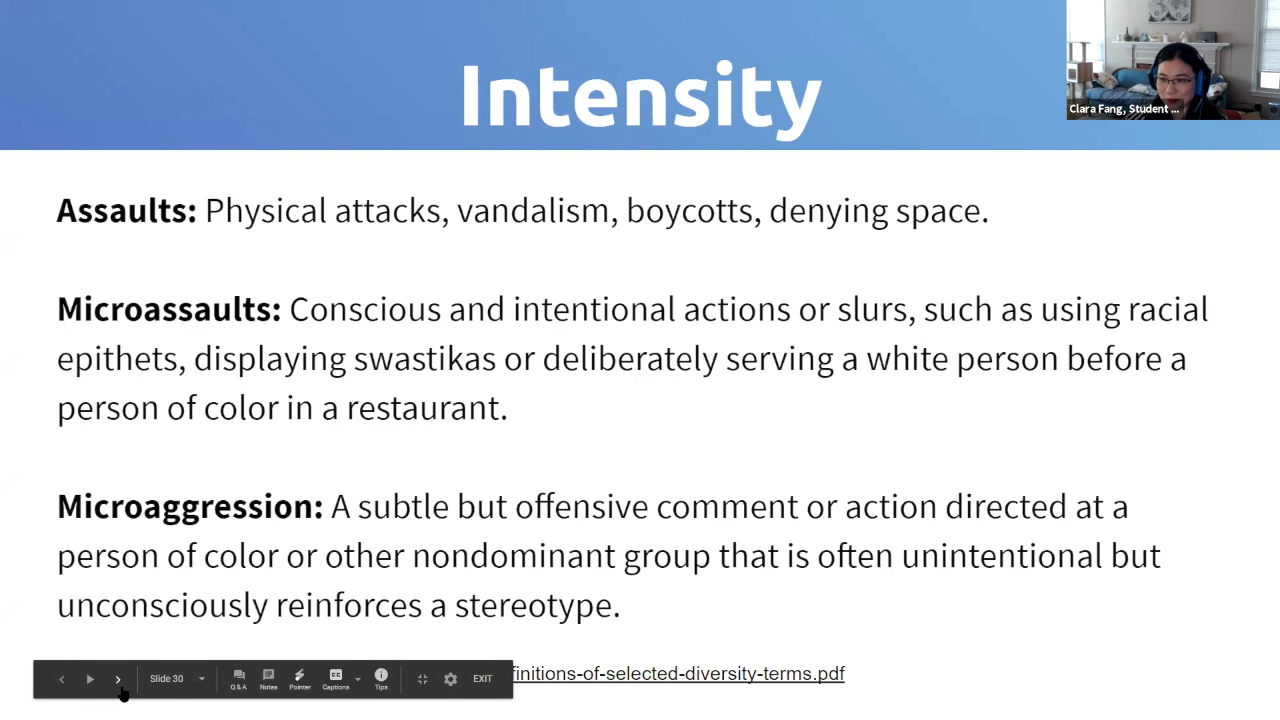 Intensity
Clara Fang, Student ...
Assaults: Physical attacks, vandalism, boycotts, denying space.
Microassaults: Conscious and intentional actions or slurs, such as using racial
epithets, displaying swastikas or deliberately serving a white person before a
person of color in a restaurant.
Microaggression: A subtle but offensive comment or action directed at a
person of color or other nondominant group that is often unintentional but
unconsciously reinforces a stereotype.
finitions-of-selected-diversity-terms.pdf
Slide 30
Q&A
Notes
Pointer
CC
Captions
Tips
EXIT